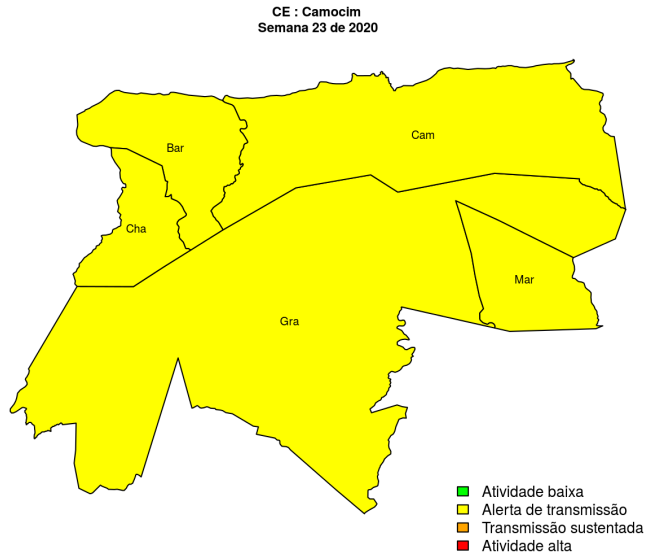 CE : Camocim
Semana 23 de 2020
Cam
Bar
Cha
Mar
Gra
Atividade baixa
Alerta de transmissão
Transmissão sustentada
Atividade alta